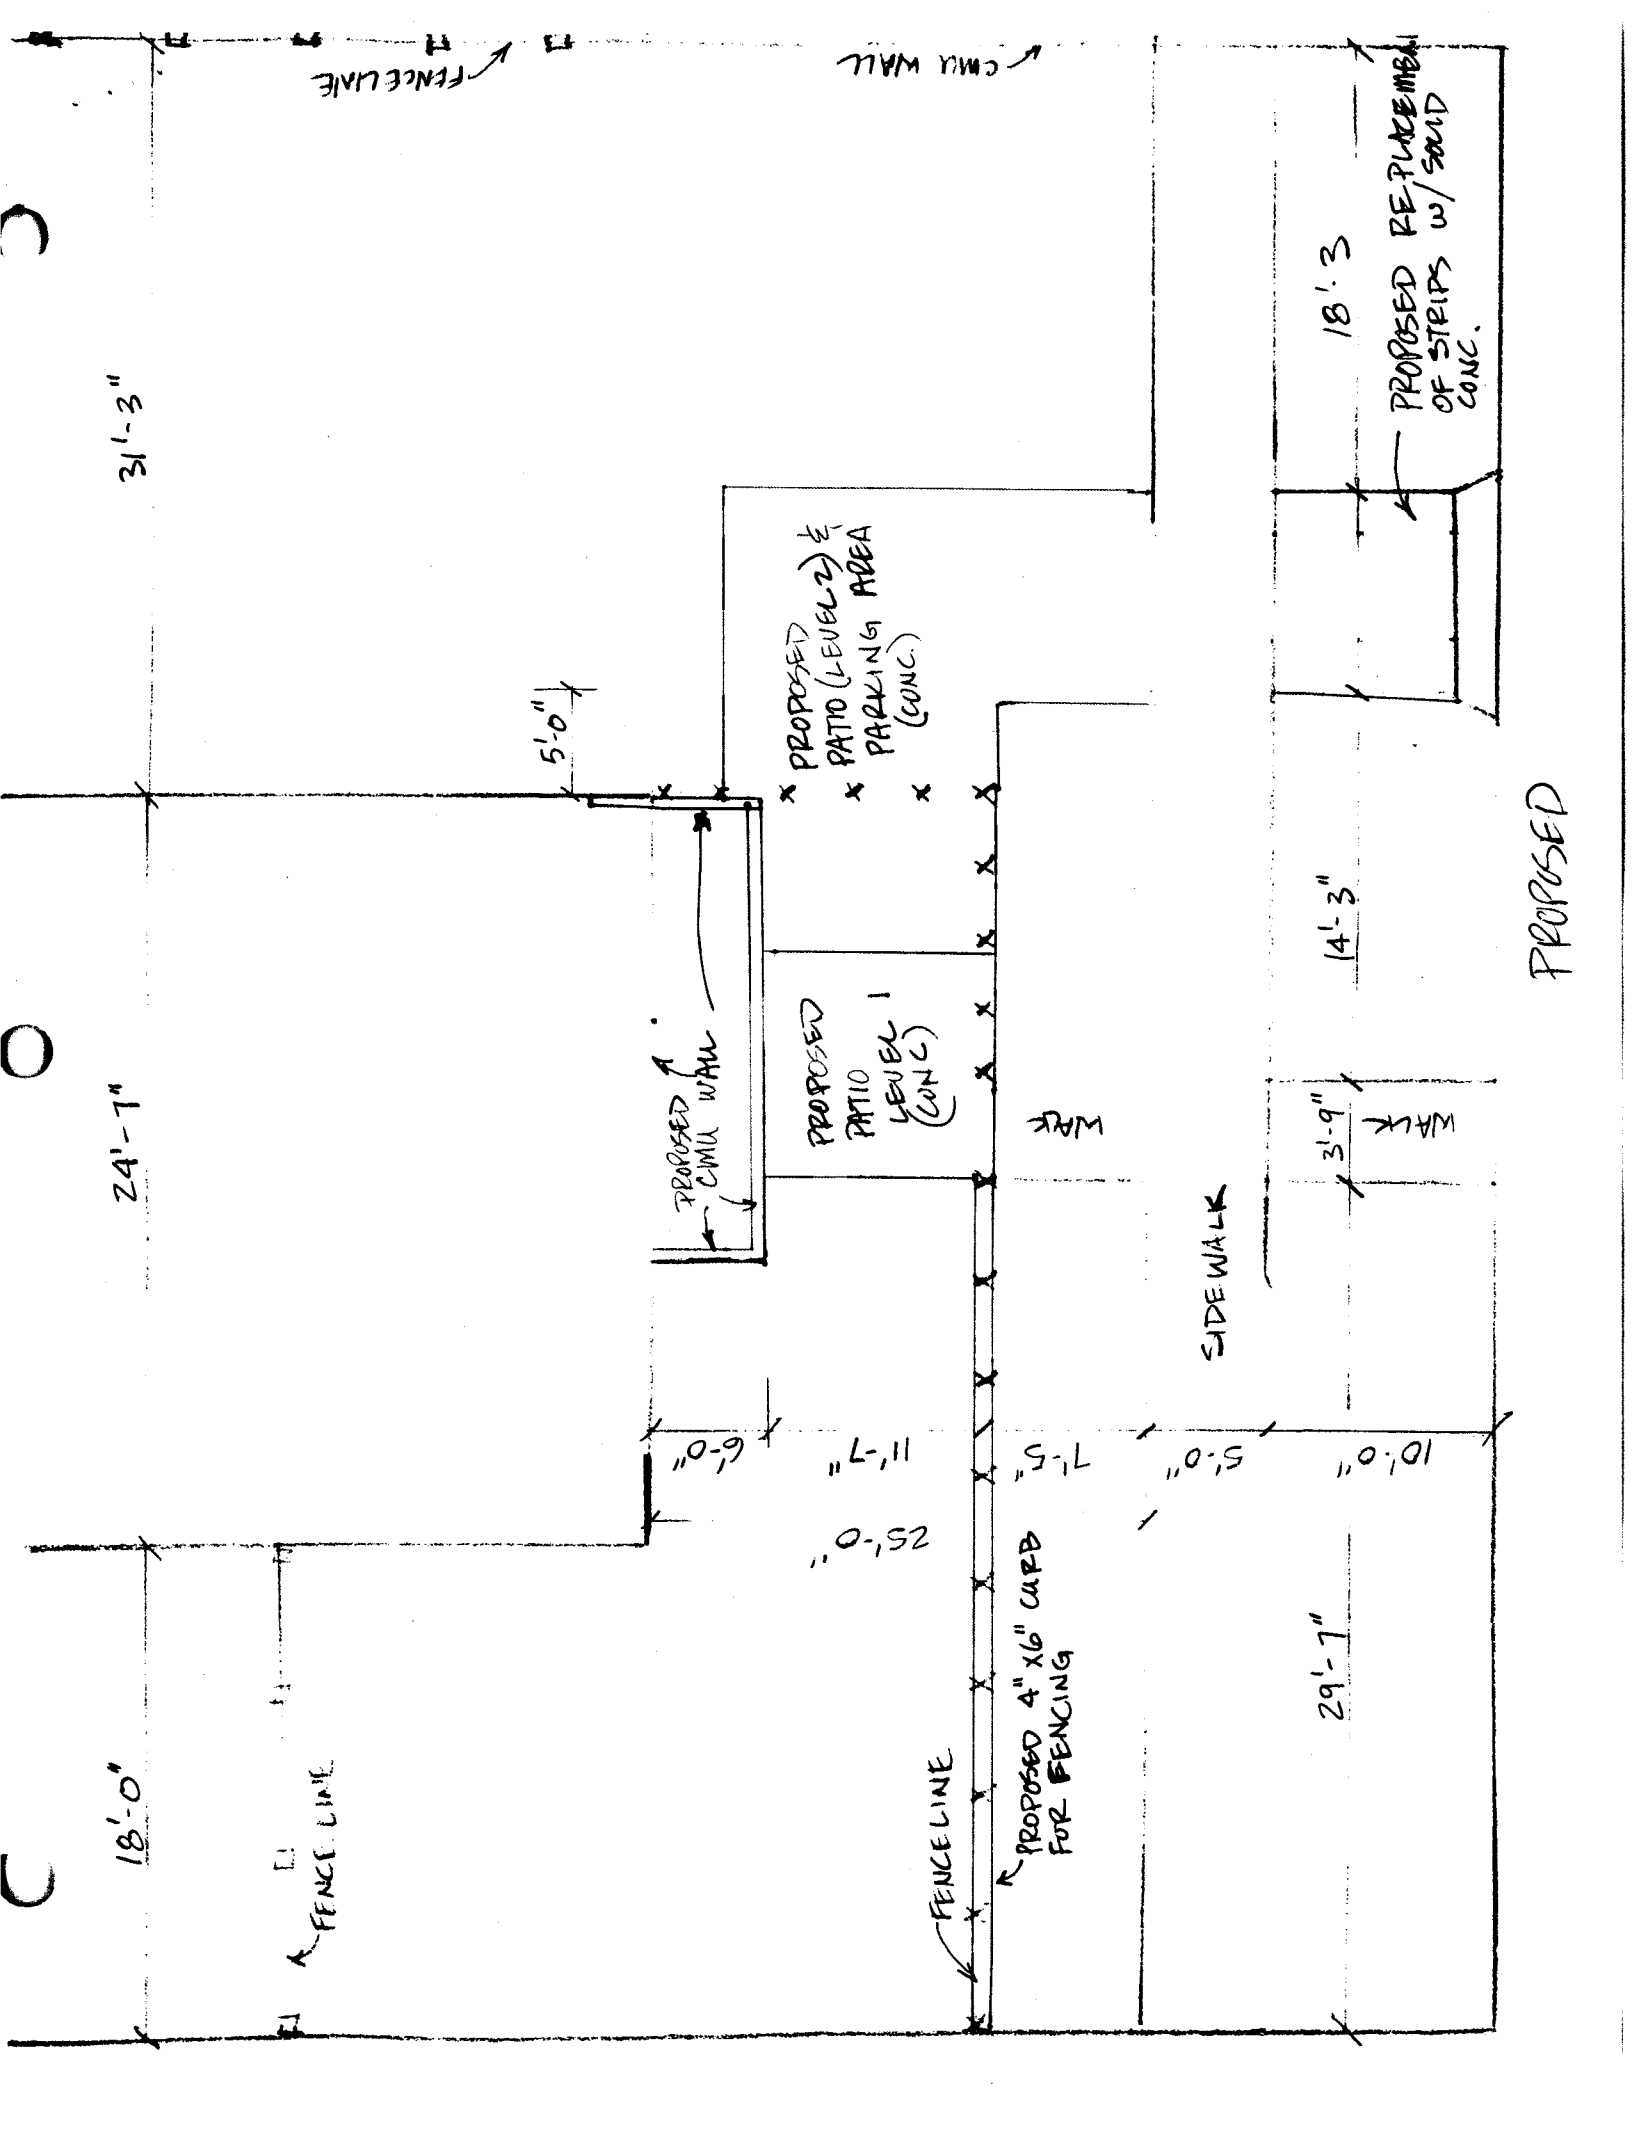 18'-0"
24'-7"
31'-3"
FENCE LINE
FENCE LINE
CMU WALL
5'-0"
PROPOSED
CMU WALL
6'-0"
11'-7"
7'-5"
5'-0"
10'-0"
25'-0"
PROPOSED
PATIO
LEVEL 1
(CONC)
PROPOSED
PATIO (LEVEL 2) &
PARKING AREA
(CONC.)
FENCE LINE
PROPOSED 4" X6" CURB
FOR FENCING
WALK
SIDEWALK
29'-7"
3'-9"
WALK
14'-3"
18'-3
PROPOSED REPLACEMENT
OF STRIPS W/ SOLID
CONC.
PROPOSED